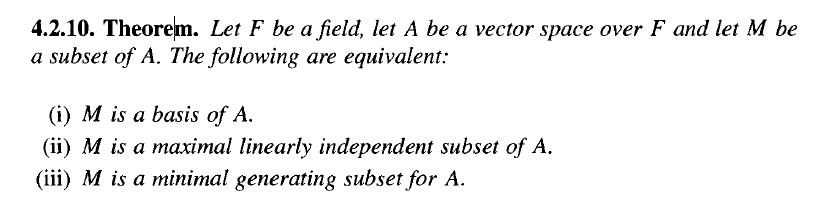 4.2.10. Theorem. Let F be a field, let A be a vector space over F and let M be
a subset of A. The following are equivalent:
(i) M is a basis of A.
(ii) M is a maximal linearly independent subset of A.
(iii) M is a minimal generating subset for A.